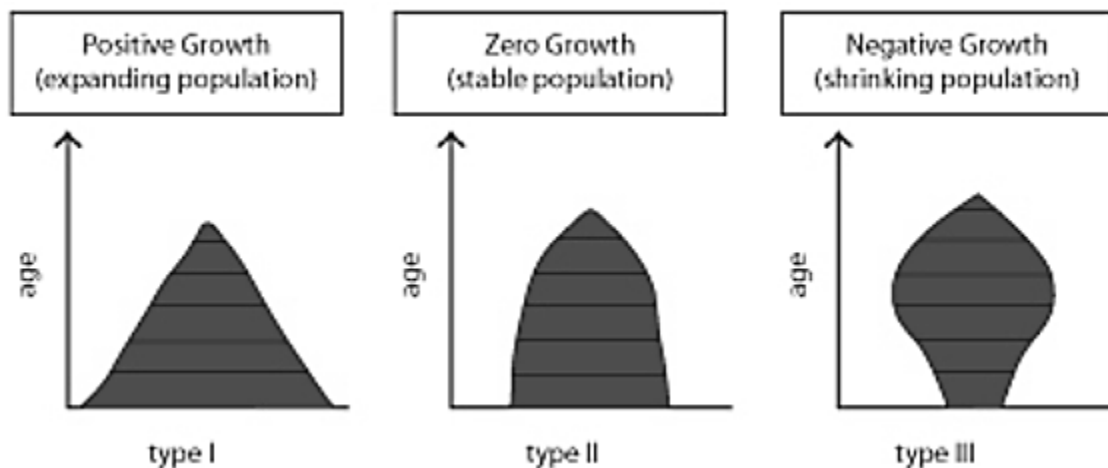 Positive Growth
(expanding population)
Zero Growth
(stable population)
Negative Growth
(shrinking population)
age
age
age
type I
type II
type III